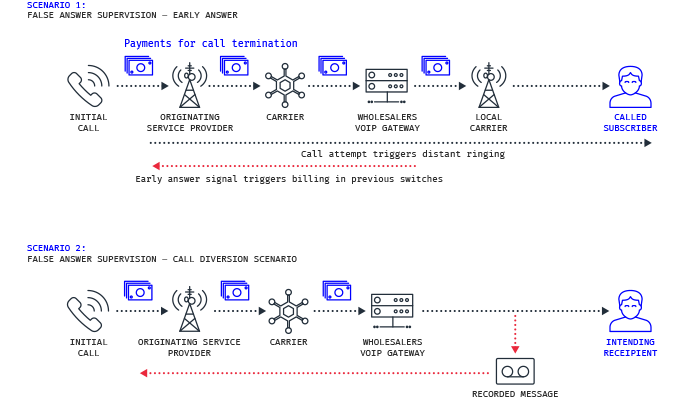 SCENARIO 1:
FALSE ANSWER SUPERVISION – EARLY ANSWER
Payments for call termination
INITIAL
CALL
ORIGINATING
SERVICE PROVIDER
CARRIER
WHOLESALERS
VOIP GATEWAY
LOCAL
CARRIER
CALLED
SUBSCRIBER
Call attempt triggers distant ringing
Early answer signal triggers billing in previous switches
SCENARIO 2:
FALSE ANSWER SUPERVISION – CALL DIVERSION SCENARIO
INITIAL
CALL
ORIGINATING SERVICE
PROVIDER
CARRIER
WHOLESALERS
VOIP GATEWAY
INTENDING
RECEIPIENT
RECORDED MESSAGE